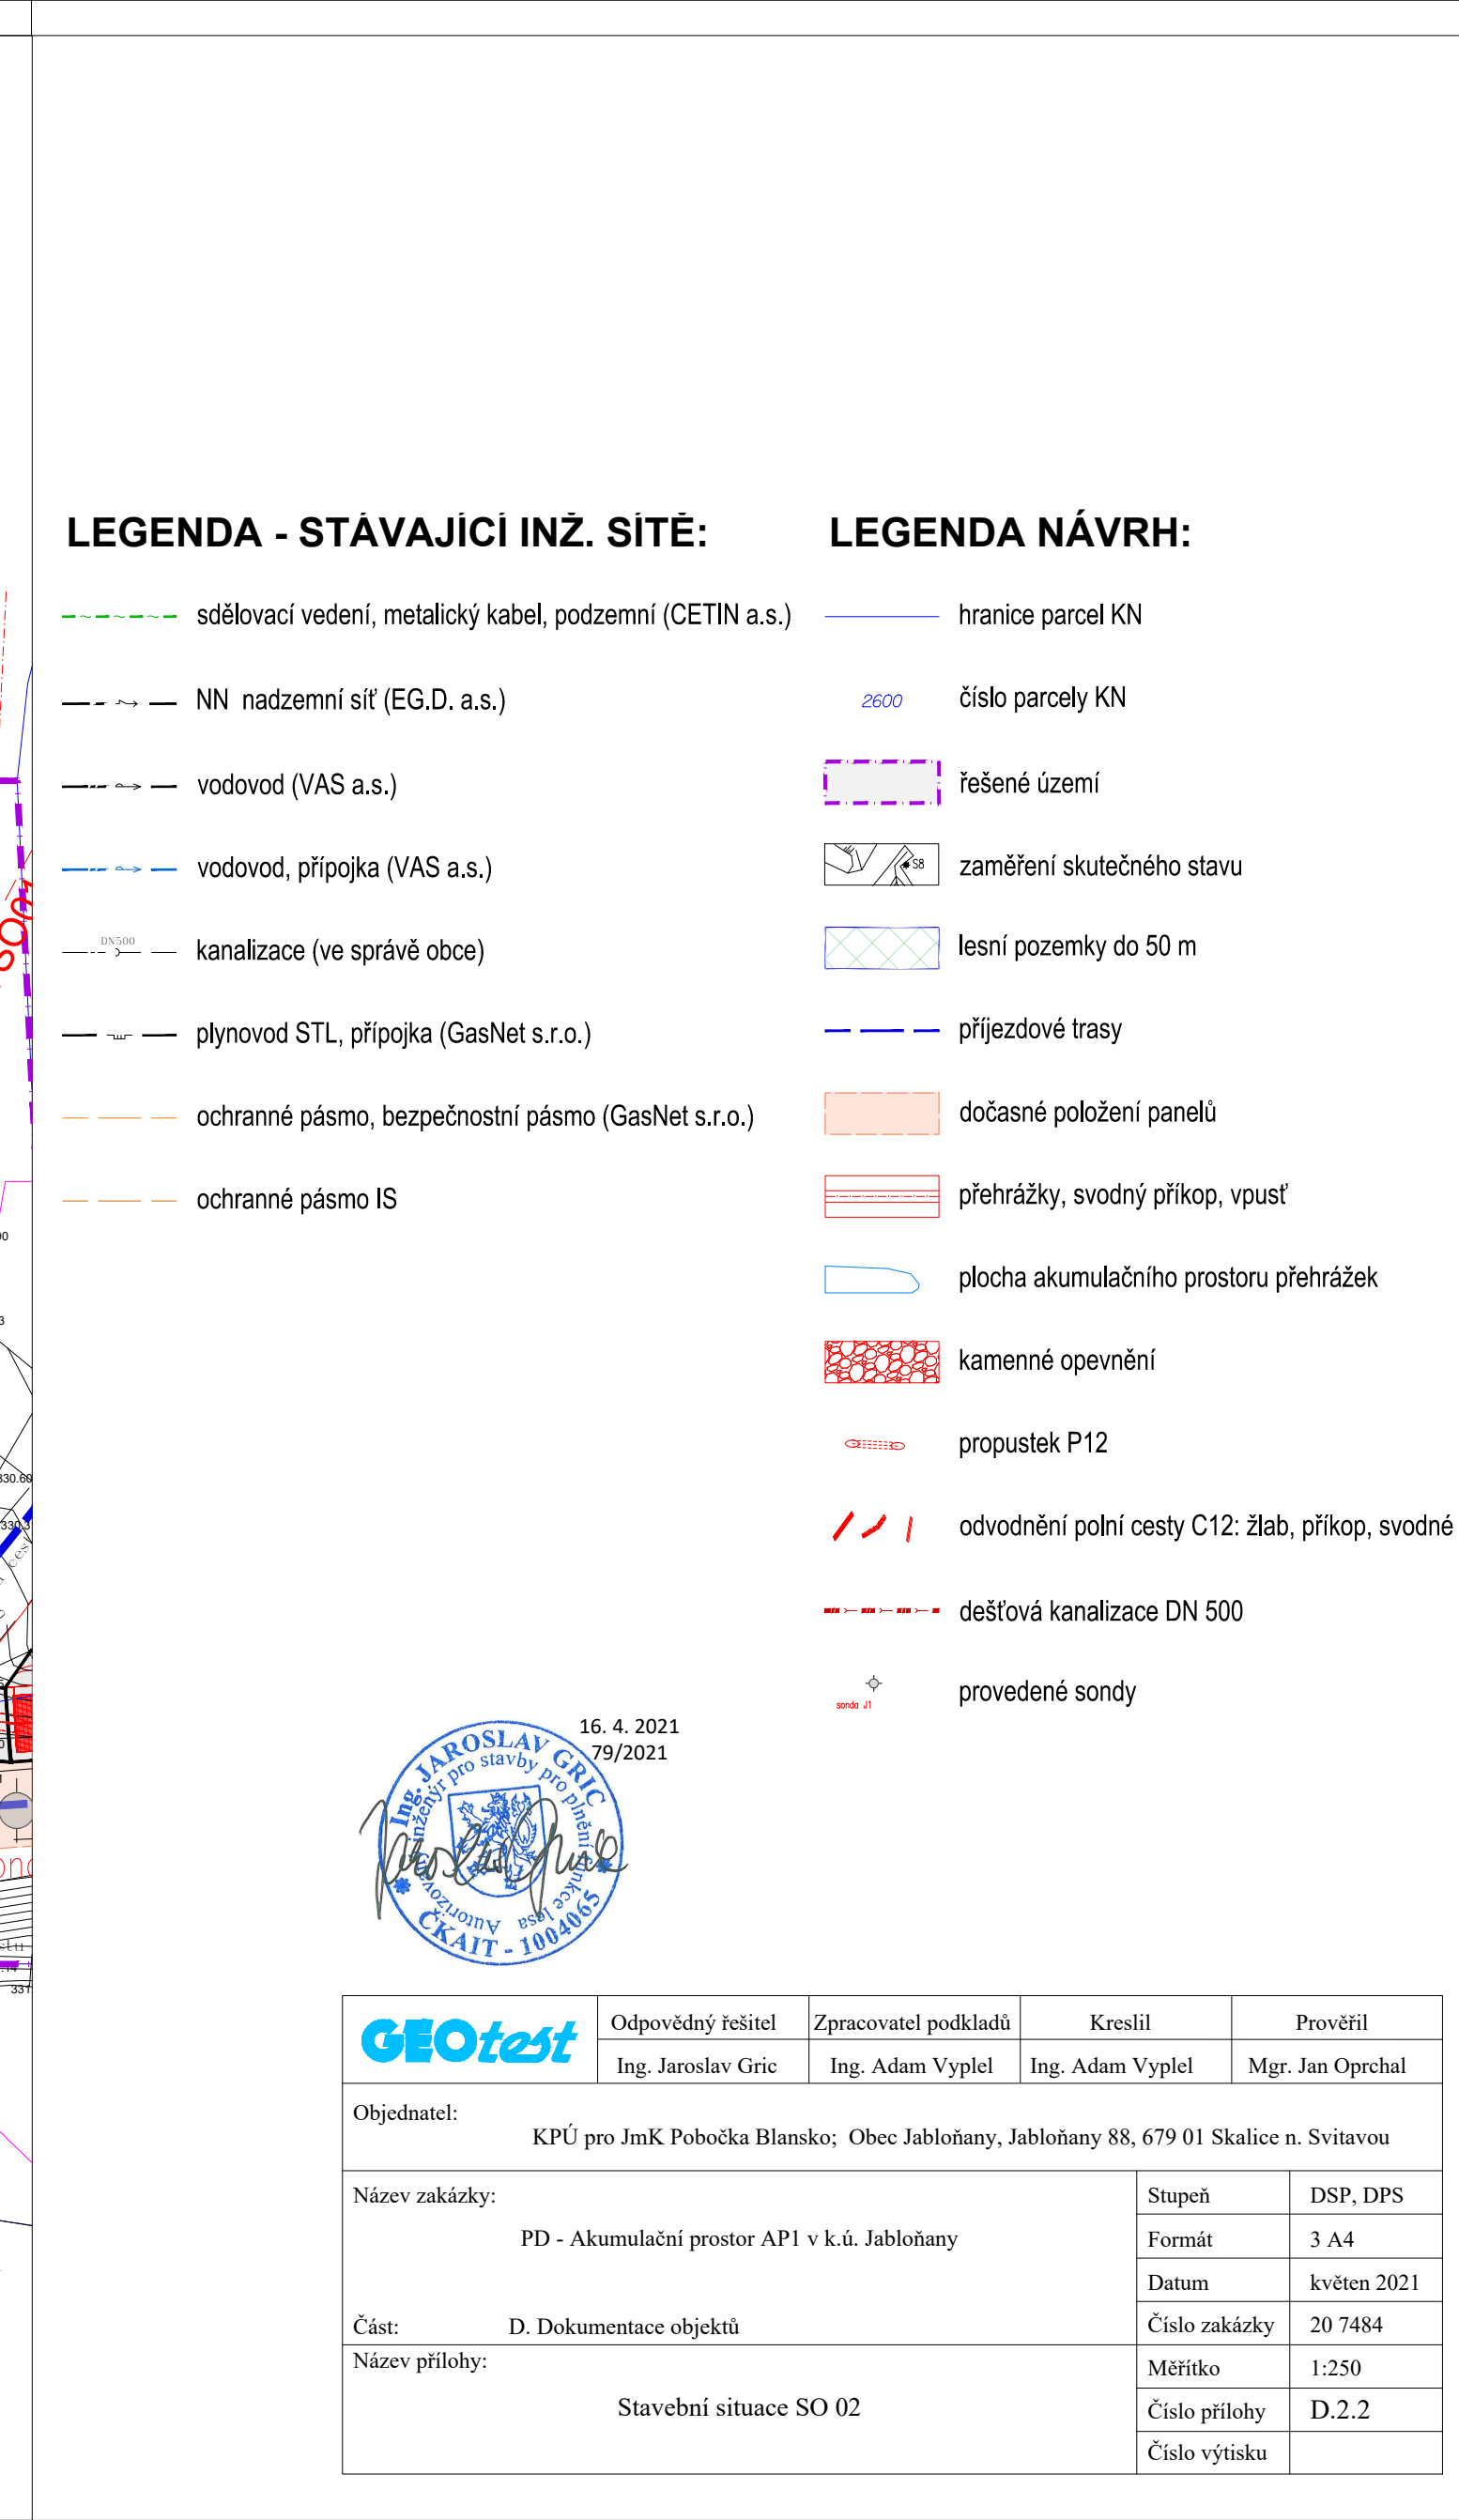 LEGENDA - STÁVAJÍCÍ INŽ. SÍTĚ:
sdělovací vedení, metalický kabel, podzemní (CETIN a.s.)
NN nadzemní síť (EG.D. a.s.)
vodovod (VAS a.s.)
vodovod, přípojka (VAS a.s.)
DN500
kanalizace (ve správě obce)
plynovod STL, přípojka (GasNet s.r.o.)
ochranné pásmo, bezpečnostní pásmo (GasNet s.r.o.)
ochranné pásmo IS
LEGENDA NÁVRH:
hranice parcel KN
2600
číslo parcely KN
řešené území
S8
zaměření skutečného stavu
lesní pozemky do 50 m
příjezdové trasy
dočasné položení panelů
přehrážky, svodný příkop, vpusť
plocha akumulačního prostoru přehrážek
kamenné opevnění
propustek P12
odvodnění polní cesty C12: žlab, příkop, svodné
dešťová kanalizace DN 500
sonda J1
provedené sondy
SO01
330.60
330.3
331
16. 4. 2021
79/2021
Ing. JAROSLAV GRIC
Autorizovaný inženýr pro stavby pro plnění funkce lesa
ČKAIT - 1004065
GEOtest
Odpovědný řešitel
Zpracovatel podkladů
Kreslil
Prověřil
Ing. Jaroslav Gric
Ing. Adam Vyplel
Ing. Adam Vyplel
Mgr. Jan Oprchal
Objednatel:
KPÚ pro JmK Pobočka Blansko; Obec Jabloňany, Jabloňany 88, 679 01 Skalice n. Svitavou
Název zakázky:
PD - Akumulační prostor AP1 v k.ú. Jabloňany
Část: D. Dokumentace objektů
Stupeň DSP, DPS
Formát 3 A4
Datum květen 2021
Číslo zakázky 20 7484
Název přílohy:
Stavební situace SO 02
Měřítko 1:250
Číslo přílohy D.2.2
Číslo výtisku